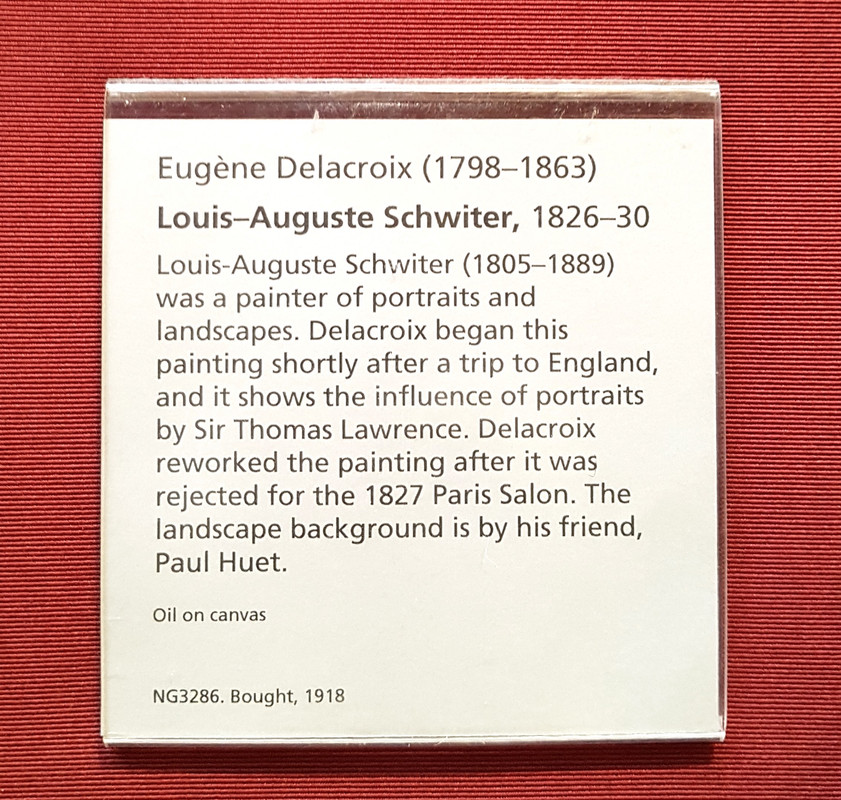 Eugène Delacroix (1798–1863)
Louis–Auguste Schwiter, 1826–30
Louis-Auguste Schwiter (1805–1889)
was a painter of portraits and
landscapes. Delacroix began this
painting shortly after a trip to England,
and it shows the influence of portraits
by Sir Thomas Lawrence. Delacroix
reworked the painting after it was
rejected for the 1827 Paris Salon. The
landscape background is by his friend,
Paul Huet.
Oil on canvas
NG3286. Bought, 1918